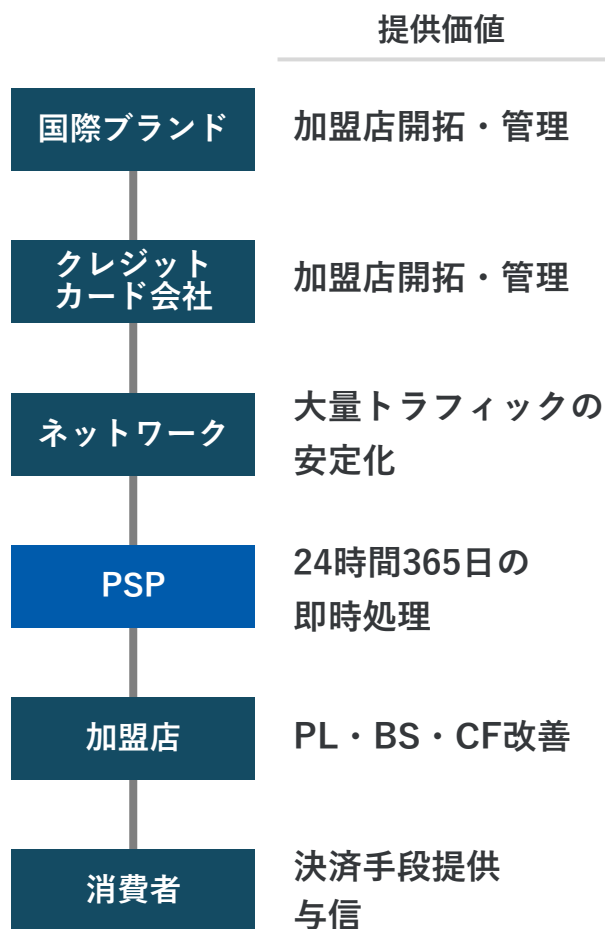 提供価値
国際ブランド
加盟店開拓・管理
クレジット
カード会社
加盟店開拓・管理
ネットワーク
大量トラフィックの
安定化
PSP
24時間365日の
即時処理
加盟店
PL・BS・CF改善
消費者
決済手段提供
与信